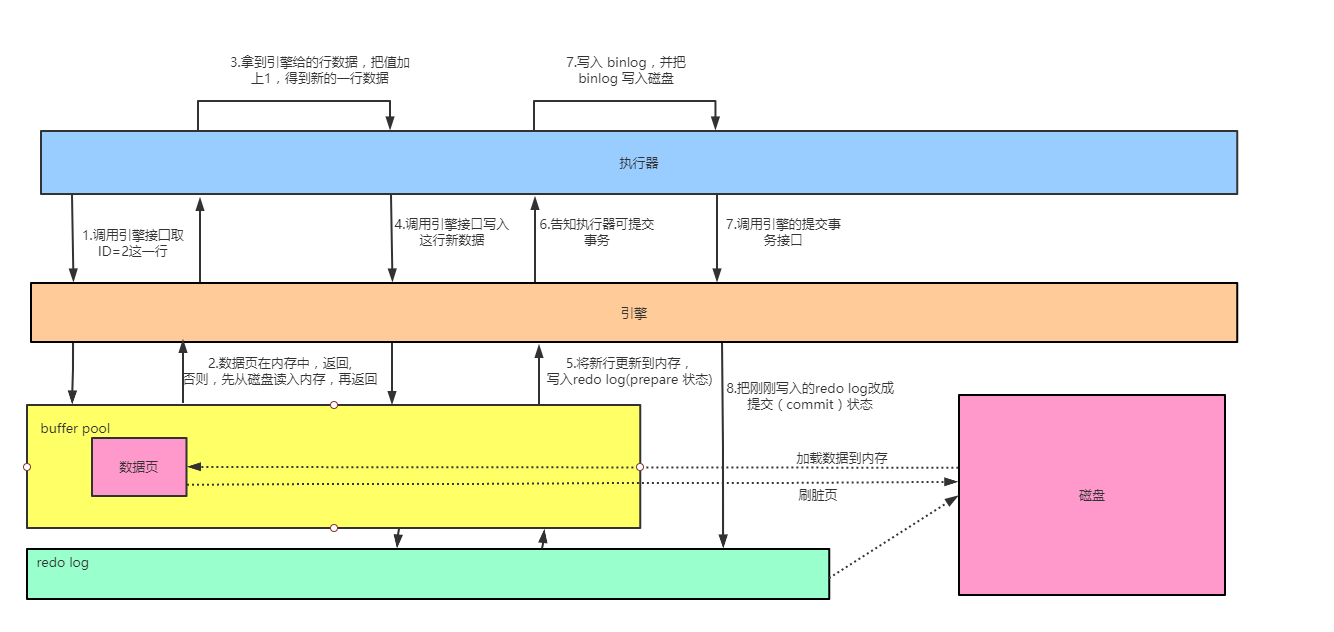 3.拿到引擎给的行数据，把值加
上1，得到新的一行数据
7.写入 binlog，并把
binlog 写入磁盘
执行器
1.调用引擎接口取
ID=2这一行
4.调用引擎接口写入
这行新数据
6.告知执行器可提交
事务
7.调用引擎的提交事
务接口
引擎
2.数据页在内存中，返回,
否则，先从磁盘读入内存，再返回
5.将新行更新到内存，
写入redo log(prepare 状态)
8.把刚刚写入的redo log改成
提交（commit）状态
buffer pool
数据页
加载数据到内存
刷脏页
磁盘
redo log